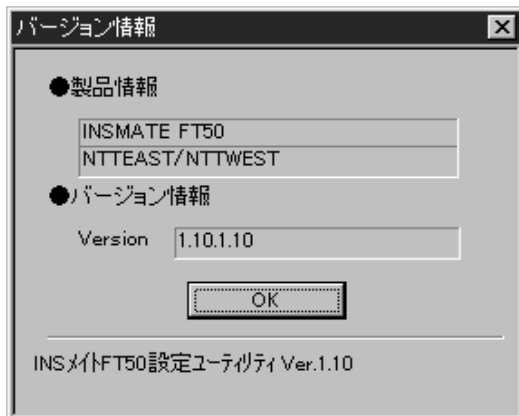 バージョン情報
●製品情報
INSMATE FT50
NTTEAST/NTTWEST
●バージョン情報
Version 1.10.1.10
OK
INSメイトFT50設定ユーティリティ Ver.1.10